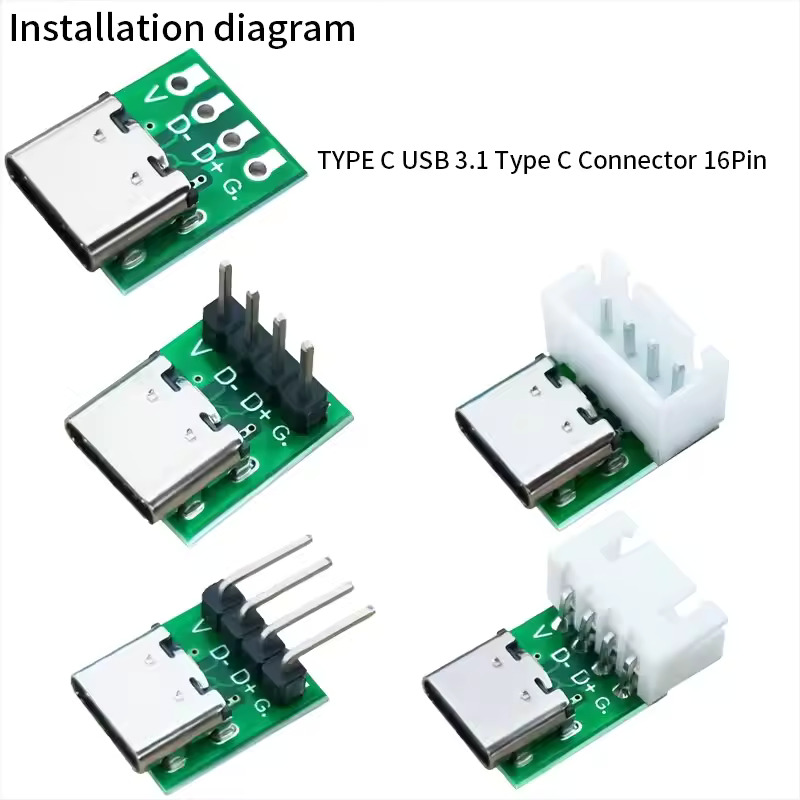 Installation diagram
V
D-
D+
G.
TYPE C USB 3.1 Type C Connector 16Pin
V
D-
D+
G.
V
D-
D+
G.
V
D-
D+
G.